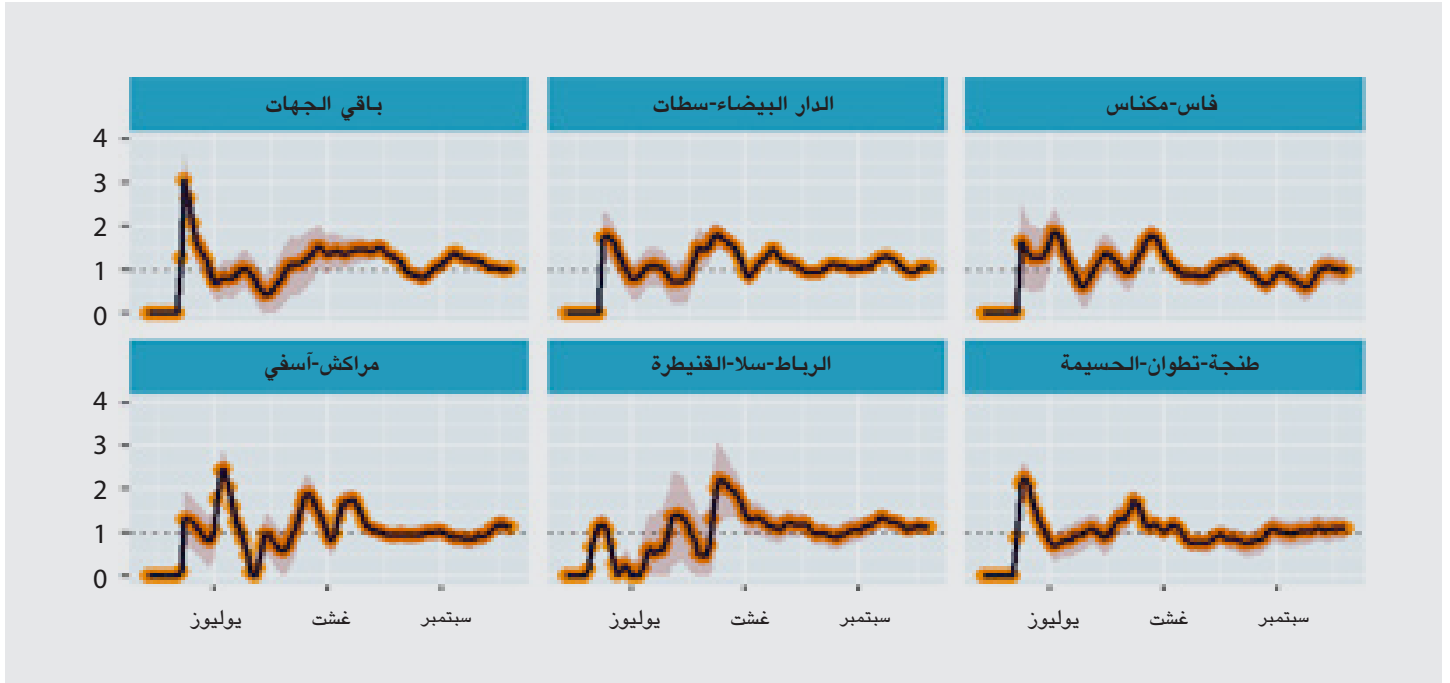 باقي الجهات
الدار البيضاء-سطات
فاس-مكناس
4
3
2
1
0
مراكش-آسفي
الرباط-سلا-القنيطرة
طنجة-تطوان-الحسيمة
4
3
2
1
0
يوليوز غشت سبتمبر
يوليوز غشت سبتمبر
يوليوز غشت سبتمبر